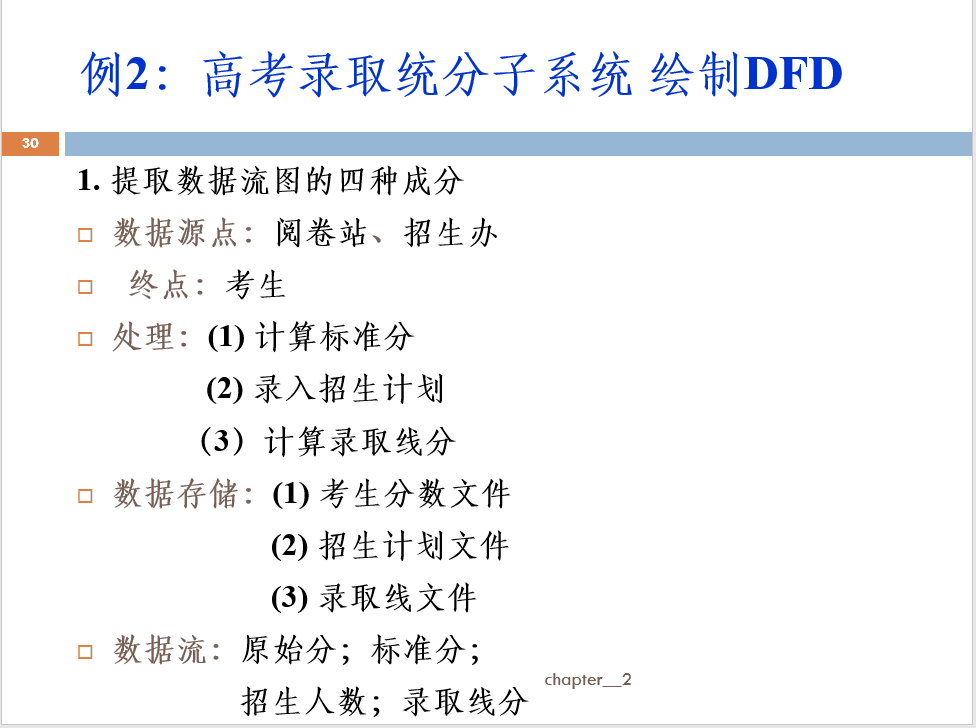 例2：高考录取统分子系统 绘制DFD
30
1. 提取数据流图的四种成分
数据源点：阅卷站、招生办
终点：考生
处理：(1) 计算标准分
(2) 录入招生计划
（3）计算录取线分
数据存储：(1) 考生分数文件
(2) 招生计划文件
(3) 录取线文件
数据流：原始分；标准分；
招生人数；录取线分
chapter__2